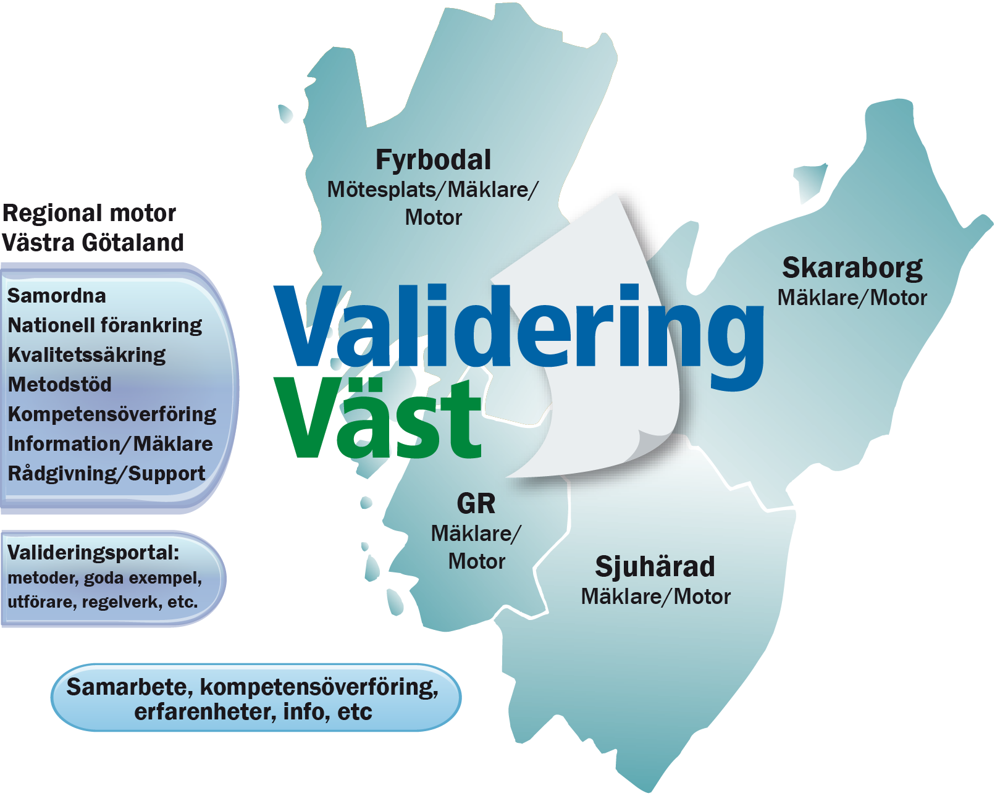 Fyrbodal
Mötesplats/Mäklare/
Motor
Regional motor
Västra Götaland
Samordna
Nationell förankring
Kvalitetssäkring
Metodstöd
Kompetensöverföring
Information/Mäklare
Rådgivning/Support
Valideringsportal:
metoder, goda exempel,
utförare, regelverk, etc.
Skaraborg
Mäklare/Motor
Validering
Väst
GR
Mäklare/
Motor
Sjuhärad
Mäklare/Motor
Samarbete, kompetensöverföring,
erfarenheter, info, etc